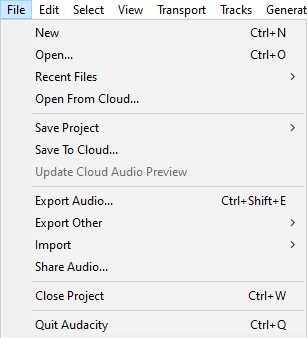 File Edit Select View Transport Tracks
New Ctrl+N
Open... Ctrl+O
Recent Files
Open From Cloud...
Save Project
Save To Cloud...
Update Cloud Audio Preview
Export Audio... Ctrl+Shift+E
Export Other
Import
Share Audio...
Close Project Ctrl+W
Quit Audacity Ctrl+Q